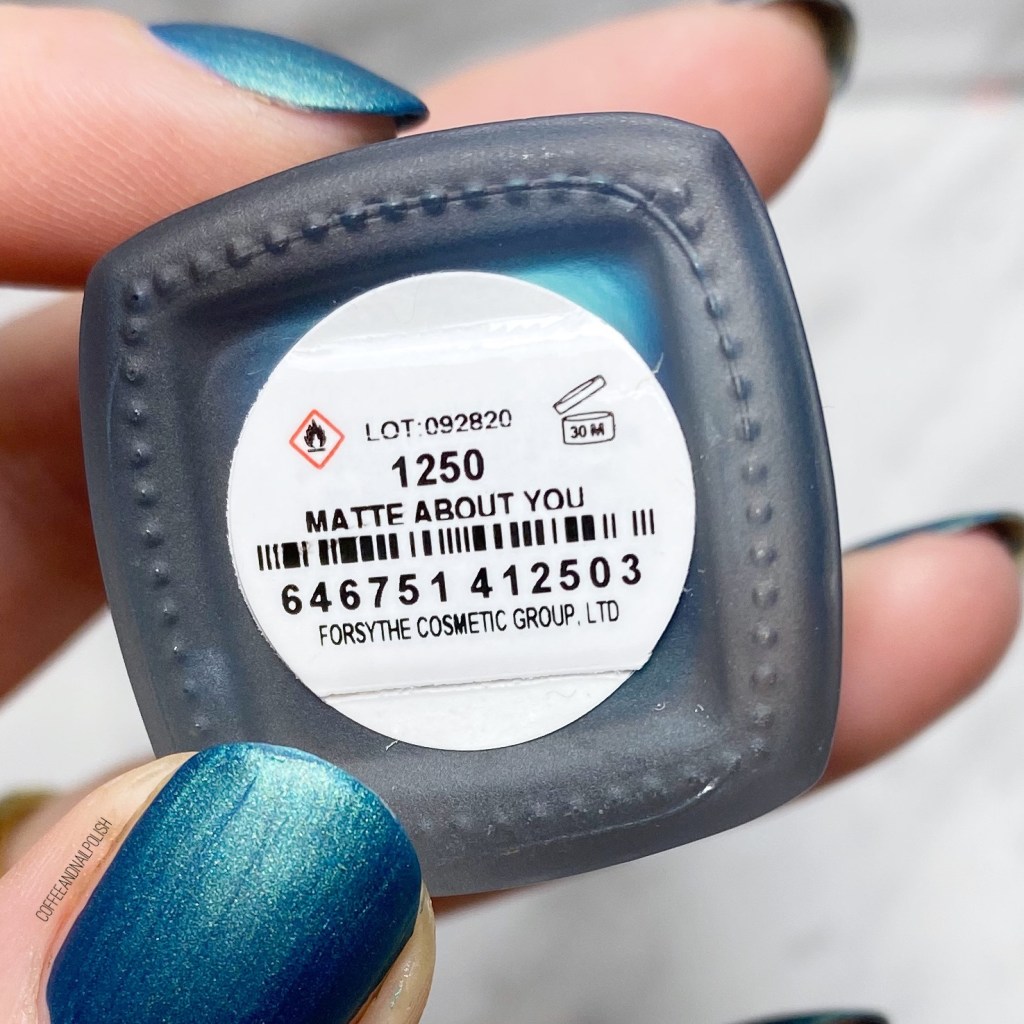 LOT:092820
30 M
1250
MATTE ABOUT YOU
646751 412503
FORSYTHE COSMETIC GROUP. LTD
COFFEEANDNAILPOLISH